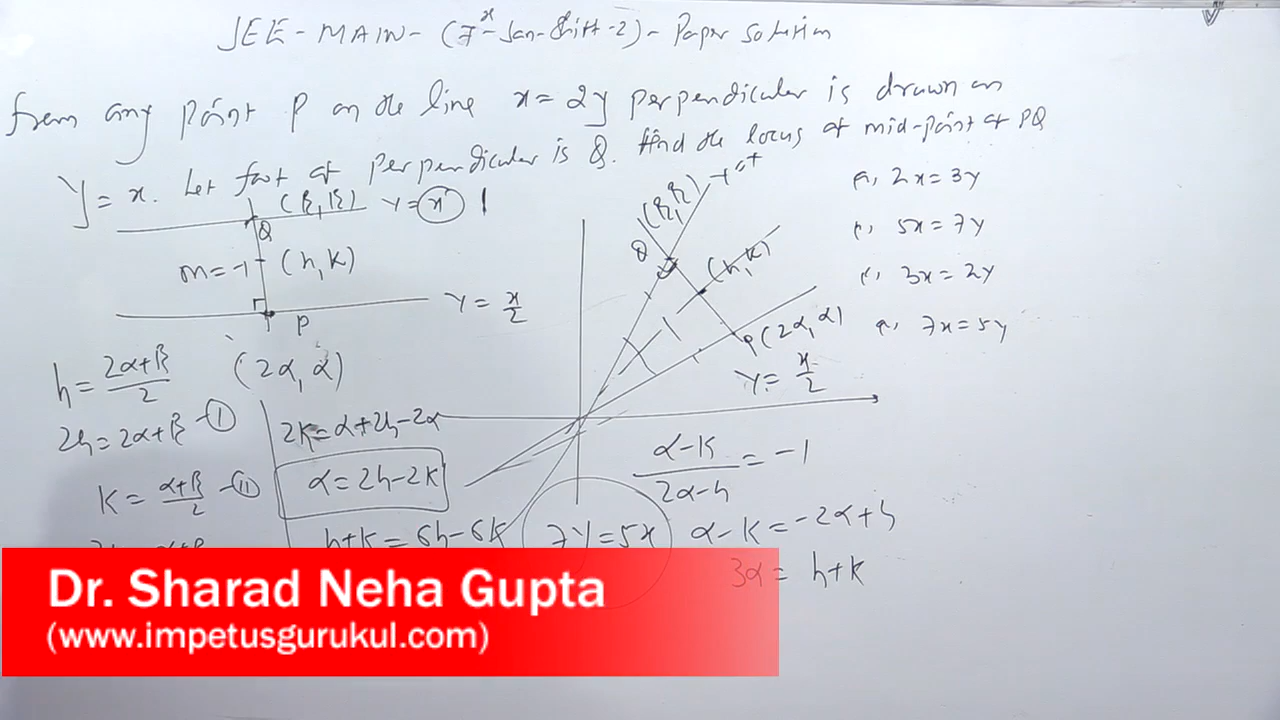 JEE - MAIN - (7 - Jan - Shift - 2) - Paper Solution
From any point P on the line x = 2y perpendicular is drawn on
Y = x. Let foot of perpendicular is Q. Find the locus of mid-point of PQ
Y = x
Q
m = -1 (h, k)
Y = x/2
P
(2α, α)
h = (2α+β)/2
2h = 2α+β - (I)
k = (α+β)/2 - (II)
2k = α+2h-2α
α = 2h-2k
h+k = 6h-6k
7Y = 5x
Q
(h, k)
P(2α, α)
Y = x/2
(α-k)/(2α-h) = -1
α-k = -2α+h
3α = h+k
2x = 3y
5x = 7y
3x = 2y
7x = 5y
Dr. Sharad Neha Gupta
(www.impetusgurukul.com)